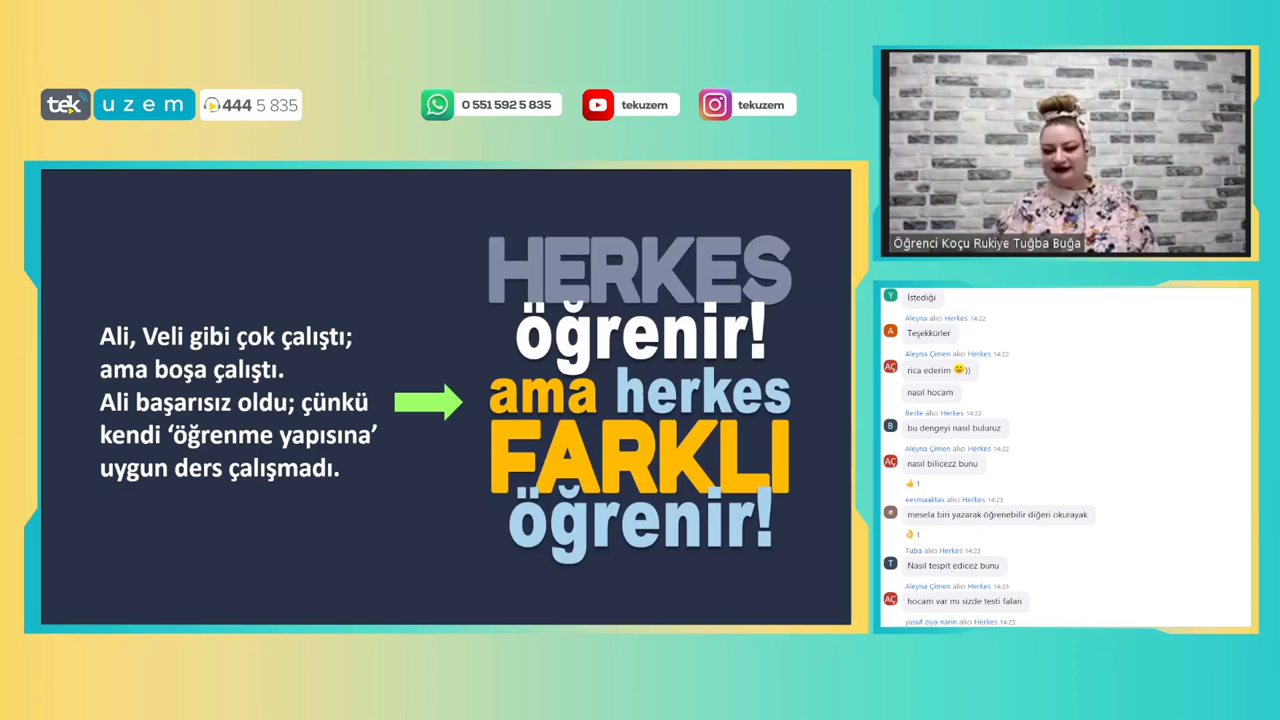 tek uzem 444 5 835
0 551 592 5 835
tekuzem
tekuzem
Ali, Veli gibi çok çalıştı;
ama boşa çalıştı.
Ali başarısız oldu; çünkü
kendi ‘öğrenme yapısına’
uygun ders çalışmadı.
HERKES
öğrenir!
ama herkes
FARKLI
öğrenir!
Öğrenci Koçu Rukiye Tuğba Buğa
Y
İstediği
Aleyna alıcı Herkes 14:22
A
Teşekkürler
Aleyna Çimen alıcı Herkes 14:22
AÇ
rica ederim ))
nasıl hocam
Beste alıcı Herkes 14:22
B
bu dengeyi nasıl buluruz
Aleyna Çimen alıcı Herkes 14:22
AÇ
nasıl bilicezz bunu
1
eesmaaktas alıcı Herkes 14:23
e
mesela biri yazarak öğrenebilir diğeri okurayak
1
Tuba alıcı Herkes 14:23
T
Nasıl tespit edicez bunu
Aleyna Çimen alıcı Herkes 14:23
AÇ
hocam var mı sizde testi falan
yusuf ziya narin alıcı Herkes 14:23